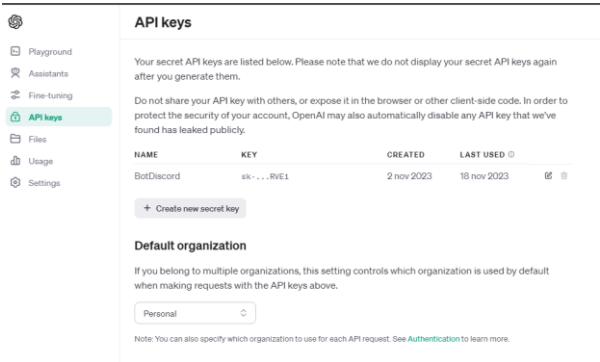 API keys
Playground
Assistants
Fine-tuning
API keys
Files
Usage
Settings
Your secret API keys are listed below. Please note that we do not display your secret API keys again
after you generate them.
Do not share your API key with others, or expose it in the browser or other client-side code. In order to
protect the security of your account, OpenAI may also automatically disable any API key that we've
found has leaked publicly.
NAME KEY CREATED LAST USED
BotDiscord sk-...RVE1 2 nov 2023 18 nov 2023
+ Create new secret key
Default organization
If you belong to multiple organizations, this setting controls which organization is used by default
when making requests with the API keys above.
Personal
Note: You can also specify which organization to use for each API request. See Authentication to learn more.